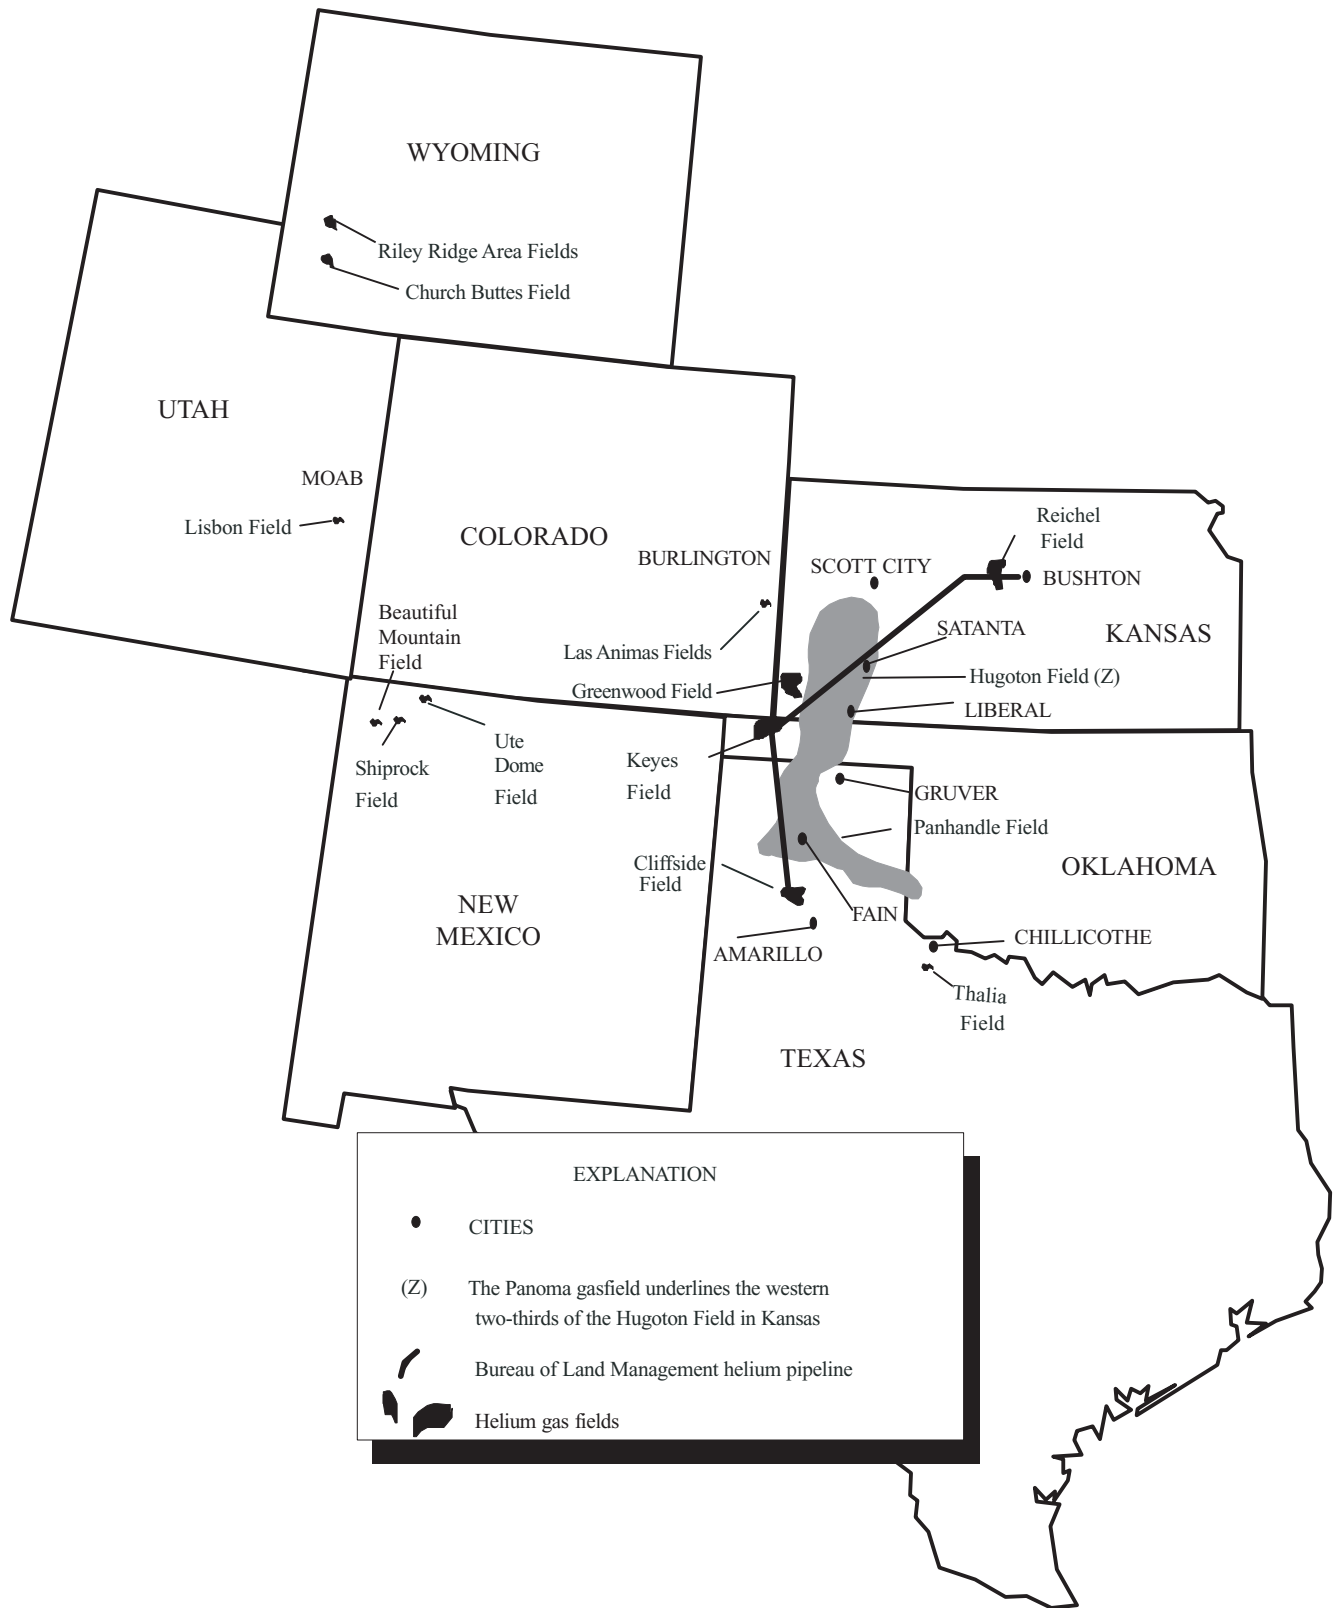 WYOMING
Riley Ridge Area Fields
Church Buttes Field
UTAH
MOAB
Lisbon Field
COLORADO
BURLINGTON
Las Animas Fields
Greenwood Field
Beautiful
Mountain
Field
Shiprock
Field
Ute
Dome
Field
Keyes
Field
SCOTT CITY
Reichel
Field
BUSHTON
SATANTA
KANSAS
Hugoton Field (Z)
LIBERAL
GRUVER
Panhandle Field
OKLAHOMA
Cliffside
Field
FAIN
AMARILLO
NEW
MEXICO
CHILLICOTHE
Thalia
Field
TEXAS
EXPLANATION
CITIES
(Z) The Panoma gasfield underlines the western
two-thirds of the Hugoton Field in Kansas
Bureau of Land Management helium pipeline
Helium gas fields